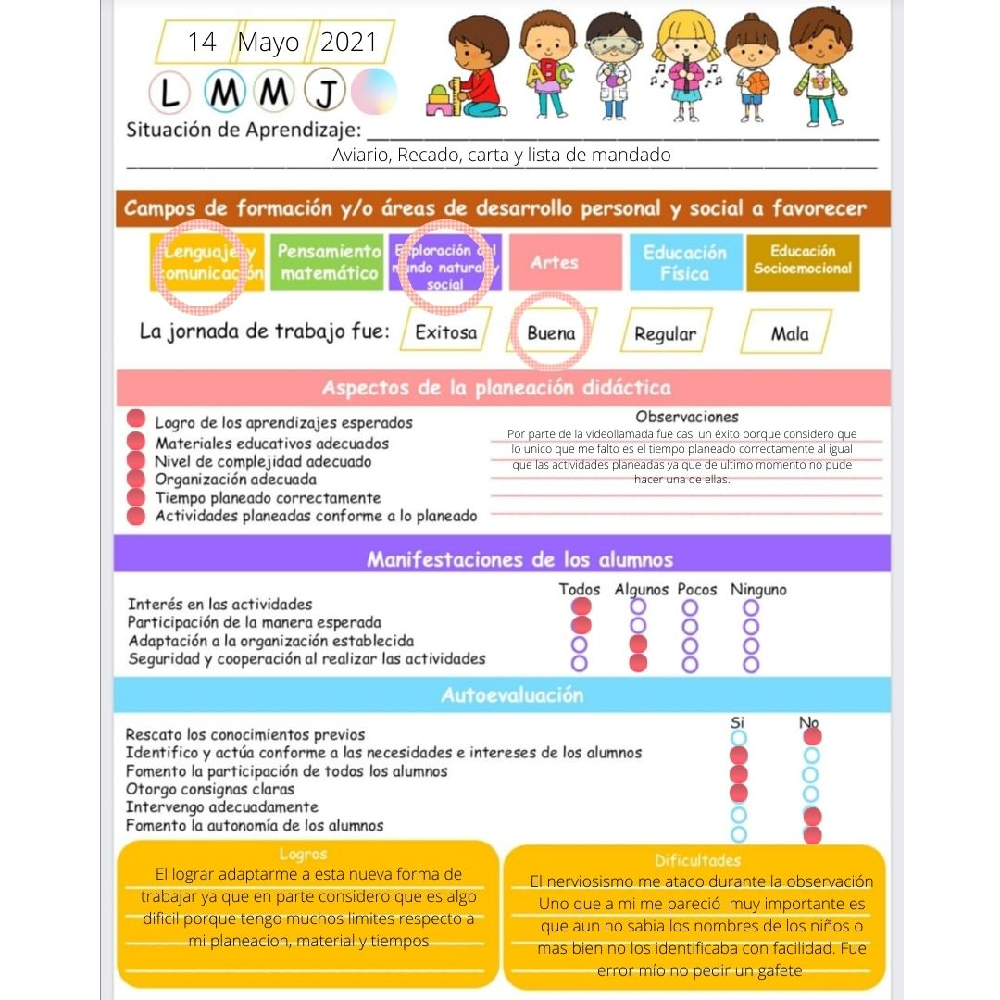 14 Mayo 2021
L M M J
Situación de Aprendizaje:
Aviario, Recado, carta y lista de mandado
ABC
Campos de formación y/o áreas de desarrollo personal y social a favorecer
Lenguaje y comunicación
Pensamiento matemático
Exploración del mundo natural y social
Artes
Educación Física
Educación Socioemocional
La jornada de trabajo fue: Exitosa Buena Regular Mala
Aspectos de la planeación didáctica
Logro de los aprendizajes esperados
Materiales educativos adecuados
Nivel de complejidad adecuado
Organización adecuada
Tiempo planeado correctamente
Actividades planeadas conforme a lo planeado
Observaciones
Por parte de la videollamada fue casi un éxito porque considero que
lo unico que me falto es el tiempo planeado correctamente al igual
que las actividades planeadas ya que de ultimo momento no pude
hacer una de ellas.
Manifestaciones de los alumnos
Todos Algunos Pocos Ninguno
Interés en las actividades
Participación de la manera esperada
Adaptación a la organización establecida
Seguridad y cooperación al realizar las actividades
Autoevaluación
Si No
Rescato los conocimientos previos
Identifico y actúa conforme a las necesidades e intereses de los alumnos
Fomento la participación de todos los alumnos
Otorgo consignas claras
Intervengo adecuadamente
Fomento la autonomía de los alumnos
Logros
El lograr adaptarme a esta nueva forma de
trabajar ya que en parte considero que es algo
dificil porque tengo muchos limites respecto a
mi planeacion, material y tiempos
Dificultades
El nerviosismo me ataco durante la observación
Uno que a mi me pareció muy importante es
que aun no sabia los nombres de los niños o
mas bien no los identificaba con facilidad. Fue
error mío no pedir un gafete